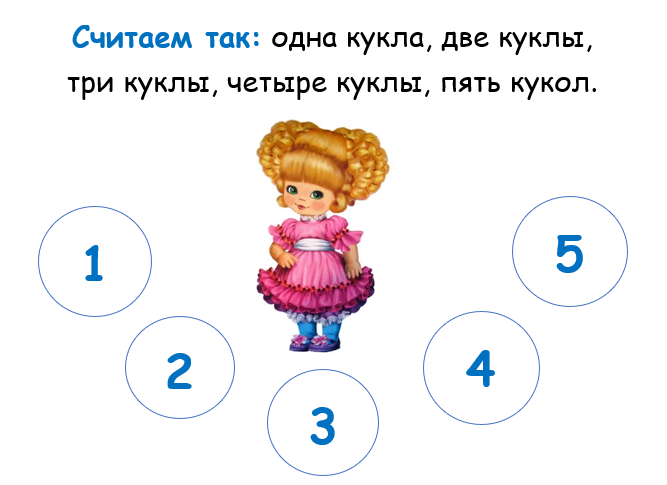 Считаем так: одна кукла, две куклы,
три куклы, четыре куклы, пять кукол.
1
2
3
4
5